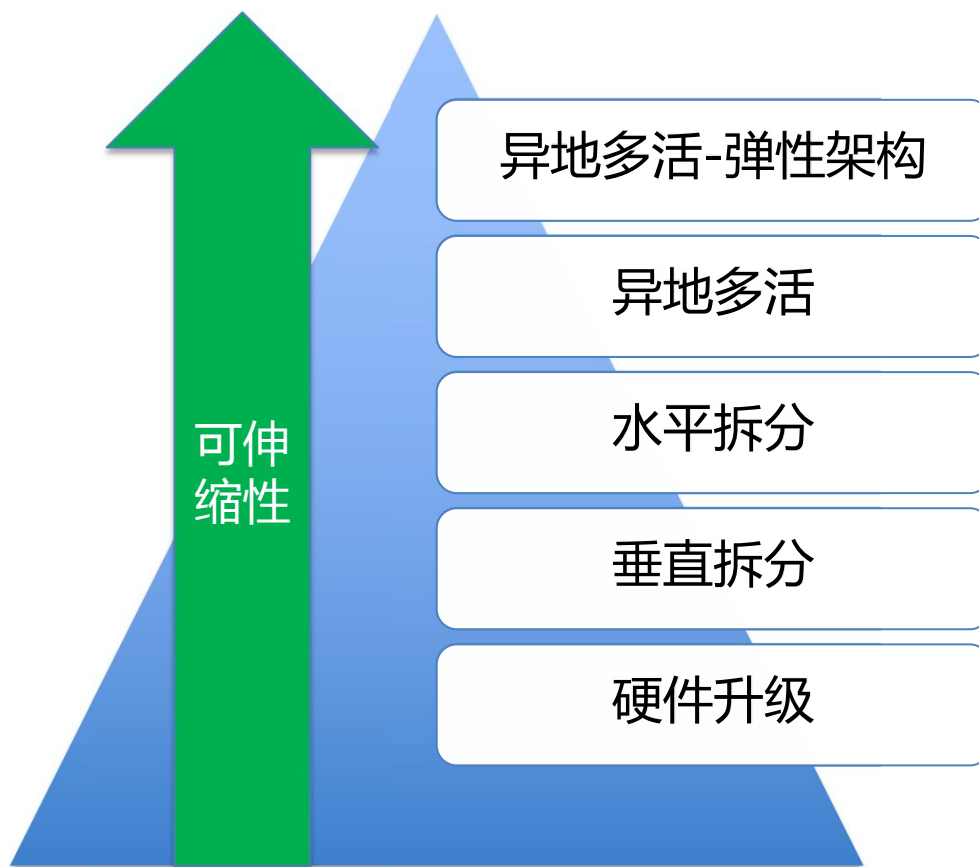 异地多活-弹性架构
异地多活
水平拆分
垂直拆分
硬件升级
可伸
缩性